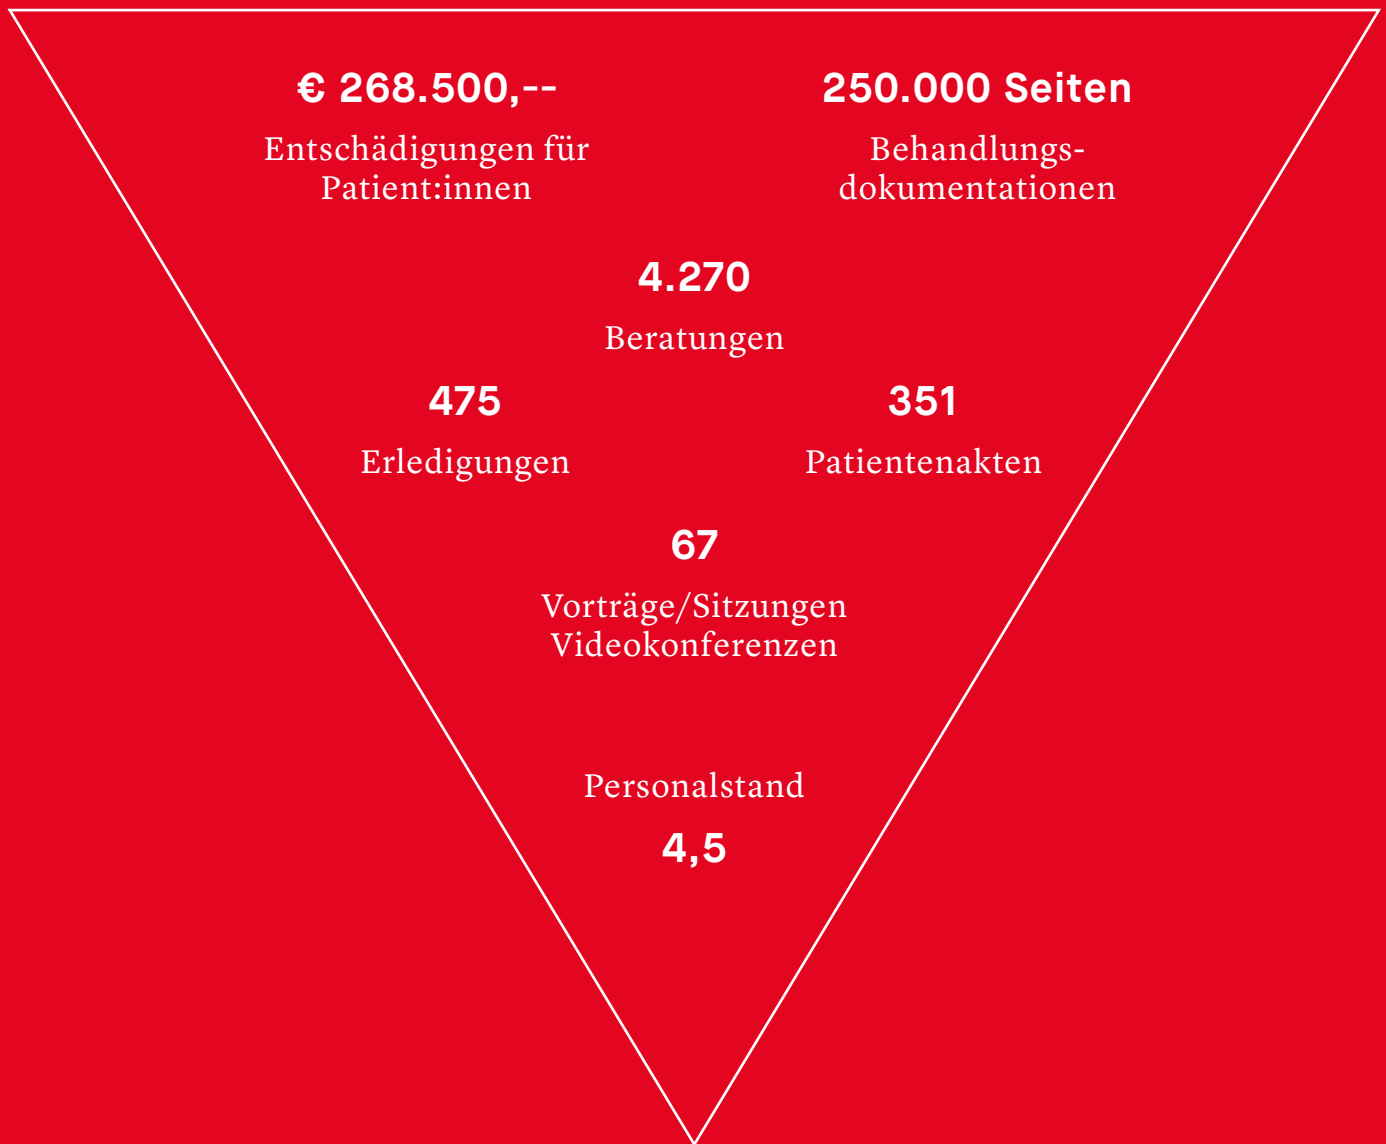 € 268.500,--
Entschädigungen für
Patient:innen
250.000 Seiten
Behandlungs-
dokumentationen
4.270
Beratungen
475
Erledigungen
351
Patientenakten
67
Vorträge/Sitzungen
Videokonferenzen
Personalstand
4,5